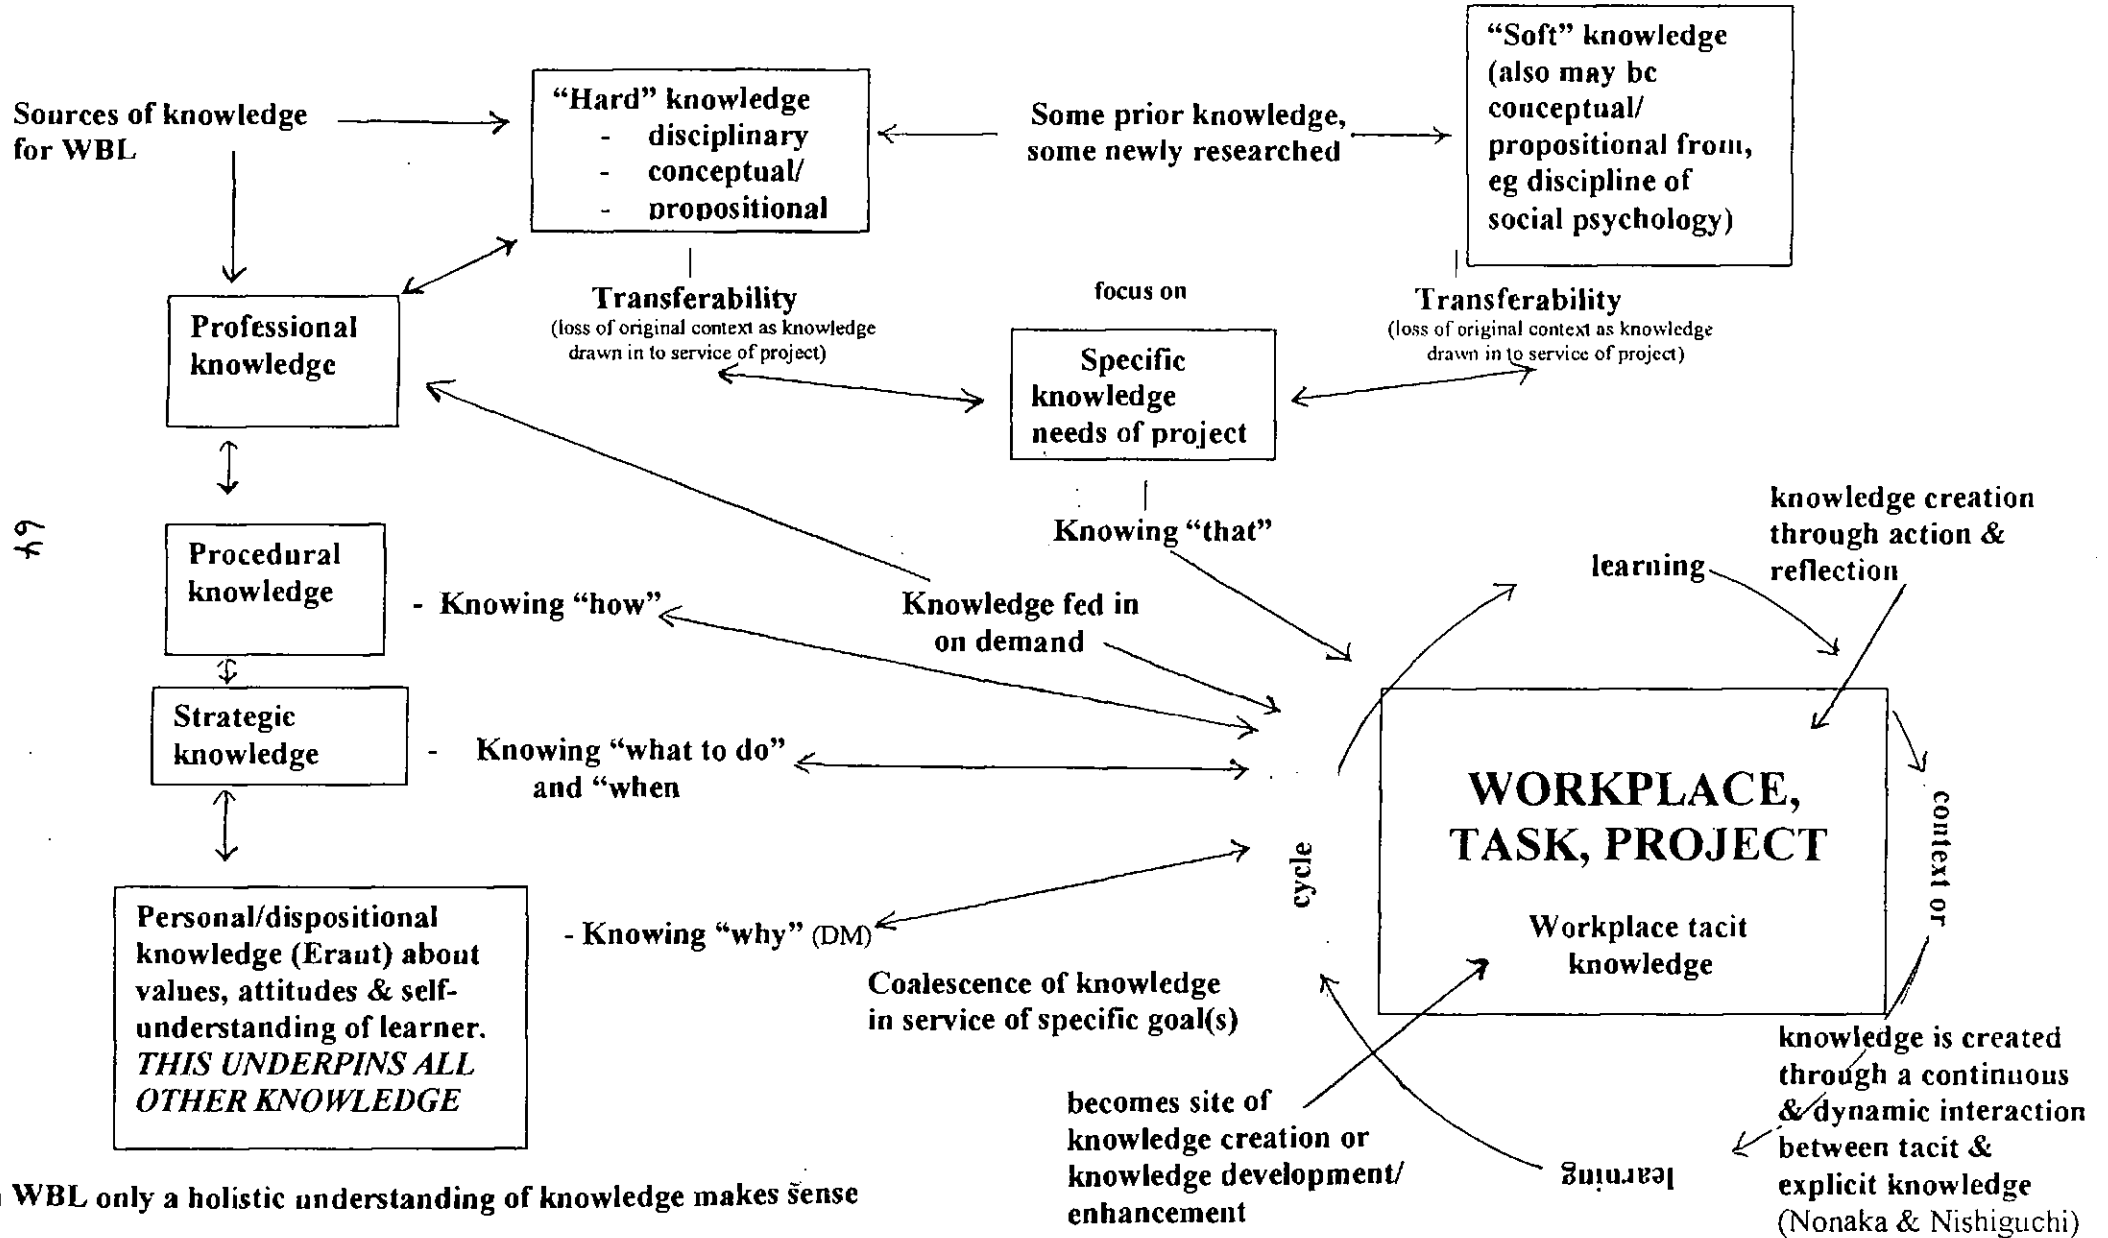 Sources of knowledge
for WBL
“Hard” knowledge
- disciplinary
- conceptual/
- propositional
Some prior knowledge,
some newly researched
“Soft” knowledge
(also may be
conceptual/
propositional from,
eg discipline of
social psychology)
Professional
knowledge
Transferability
(loss of original context as knowledge
drawn in to service of project)
focus on
Specific
knowledge
needs of project
Transferability
(loss of original context as knowledge
drawn in to service of project)
64
Procedural
knowledge
- Knowing “how”
Knowledge fed in
on demand
Knowing “that”
learning
knowledge creation
through action &
reflection
Strategic
knowledge
- Knowing “what to do”
and “when
WORKPLACE,
TASK, PROJECT
Workplace tacit
knowledge
context or
cycle
learning
Personal/dispositional
knowledge (Eraut) about
values, attitudes & self-
understanding of learner.
THIS UNDERPINS ALL
OTHER KNOWLEDGE
- Knowing “why” (DM)
Coalescence of knowledge
in service of specific goal(s)
becomes site of
knowledge creation or
knowledge development/
enhancement
knowledge is created
through a continuous
& dynamic interaction
between tacit &
explicit knowledge
(Nonaka & Nishiguchi)
WBL only a holistic understanding of knowledge makes sense